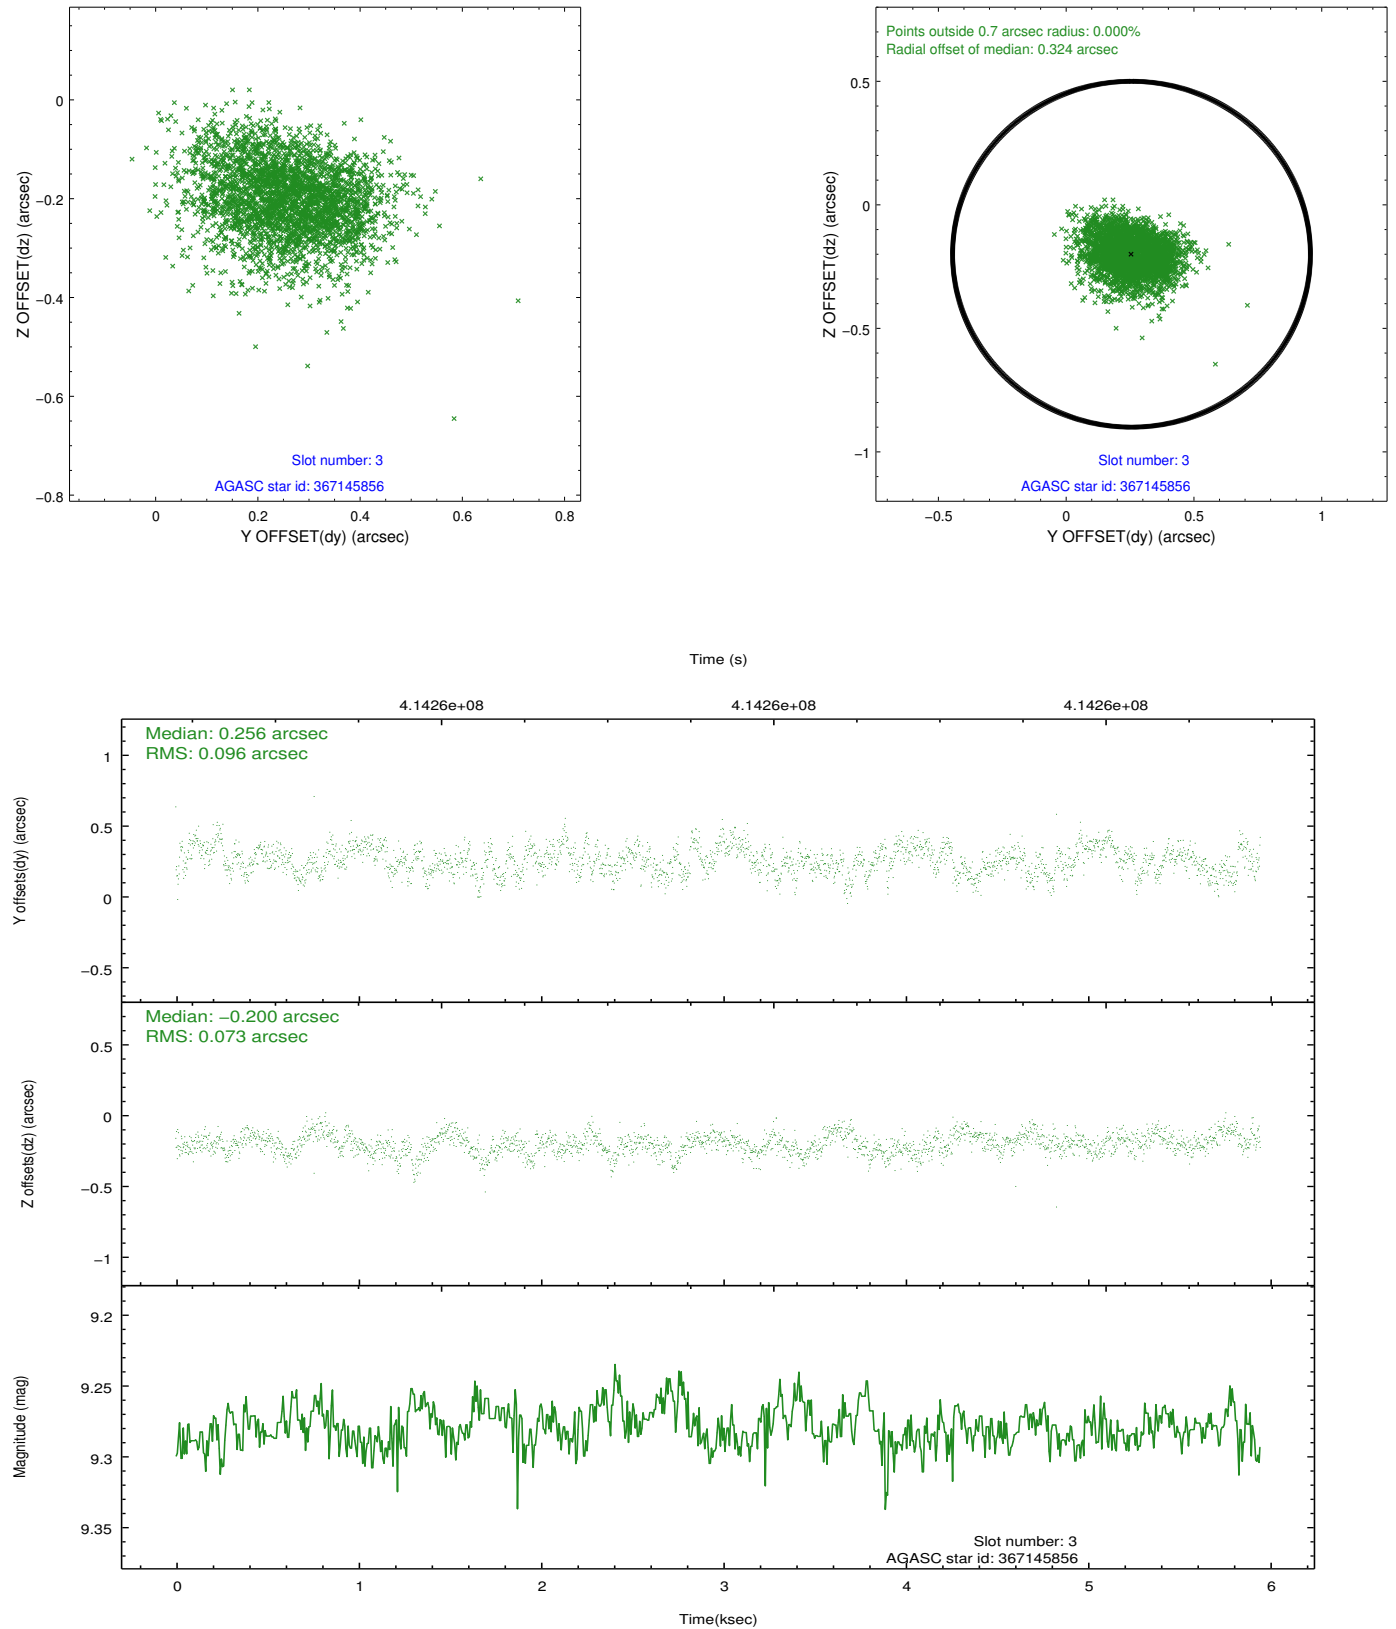 0
−0.2
−0.4
−0.6
−0.8
Z OFFSET(dz) (arcsec)
Slot number: 3
AGASC star id: 367145856
0
0.2
0.4
0.6
0.8
Y OFFSET(dy) (arcsec)
Points outside 0.7 arcsec radius: 0.000%
Radial offset of median: 0.324 arcsec
0.5
0
−0.5
−1
Z OFFSET(dz) (arcsec)
Slot number: 3
AGASC star id: 367145856
−0.5
0
0.5
1
Y OFFSET(dy) (arcsec)
Time (s)
4.1426e+08
4.1426e+08
4.1426e+08
Median: 0.256 arcsec
RMS: 0.096 arcsec
1
0.5
0
−0.5
Y offsets(dy) (arcsec)
Median: −0.200 arcsec
RMS: 0.073 arcsec
0.5
0
−0.5
−1
Z offsets(dz) (arcsec)
9.2
9.25
9.3
9.35
Magnitude (mag)
Slot number: 3
AGASC star id: 367145856
0
1
2
3
4
5
6
Time(ksec)